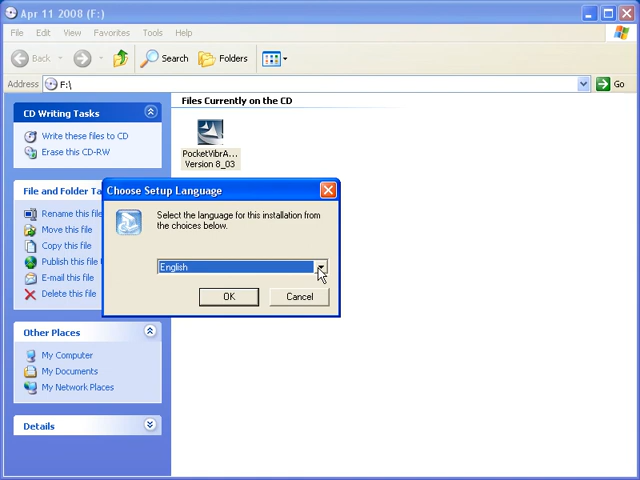 Apr 11 2008 (F:)
File Edit View Favorites Tools Help
Back Search Folders
Address F:\ Go
CD Writing Tasks
Write these files to CD
Erase this CD-RW
Files Currently on the CD
PocketVibrA...
Version 8_03
File and Folder Ta
Rename this file
Move this file
Copy this file
Publish this file
E-mail this file
Delete this file
Choose Setup Language
Select the language for this installation from
the choices below.
English
OK Cancel
Other Places
My Computer
My Documents
My Network Places
Details